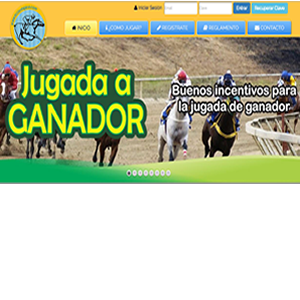 Iniciar Sesión Entrar Recuperar Clave
INICIO ¿COMO JUGAR? REGISTRATE REGLAMENTO CONTACTO
Jugada a
GANADOR
Buenos incentivos para
la jugada de ganador